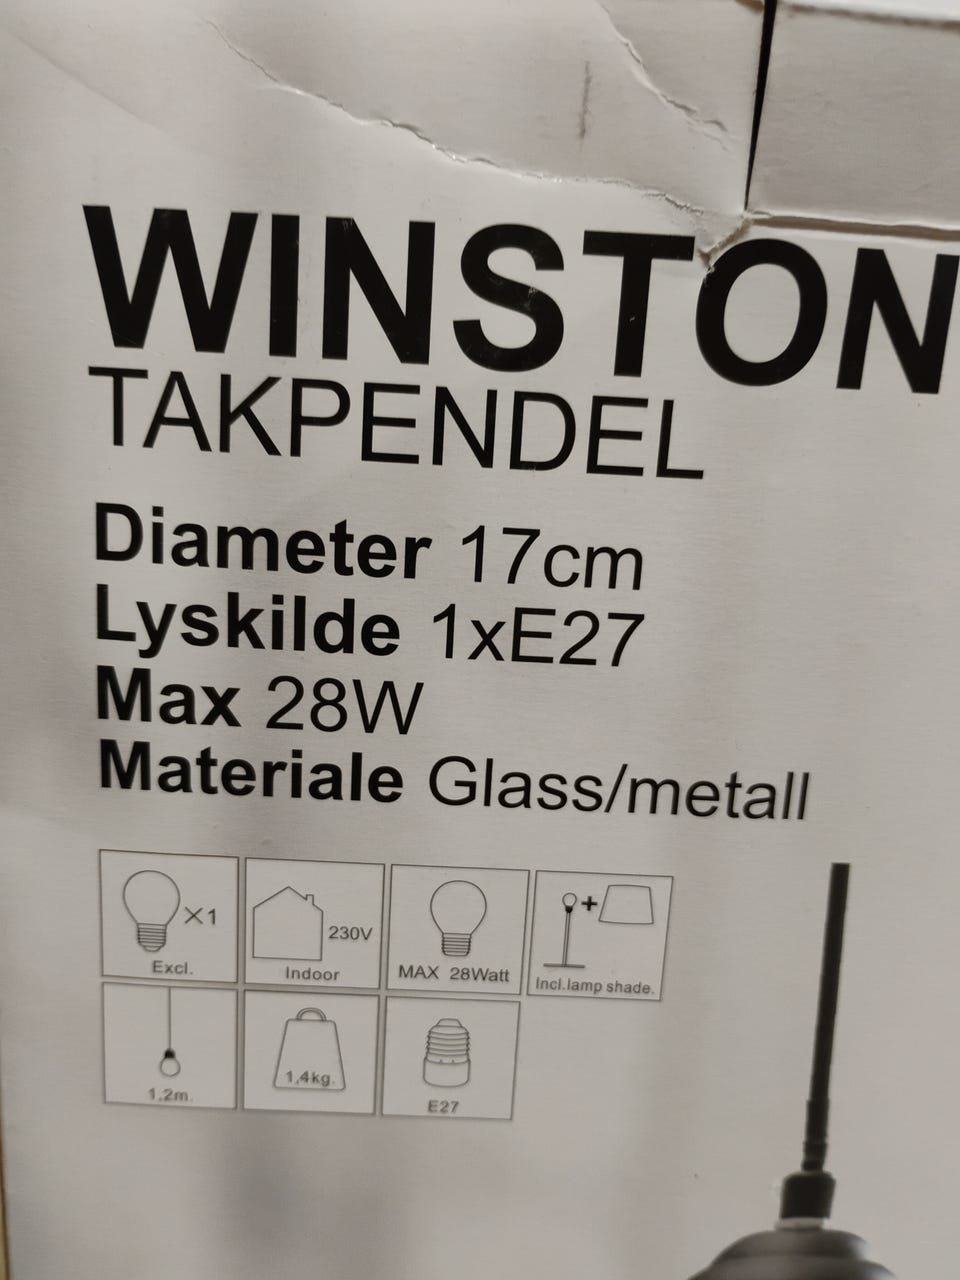 WINSTON
TAKPENDEL
Diameter 17cm
Lyskilde 1xE27
Max 28W
Materiale Glass/metall
X1
Excl.
230V
Indoor
MAX 28Watt
+
Incl.lamp shade.
1,2m.
1,4kg.
E27